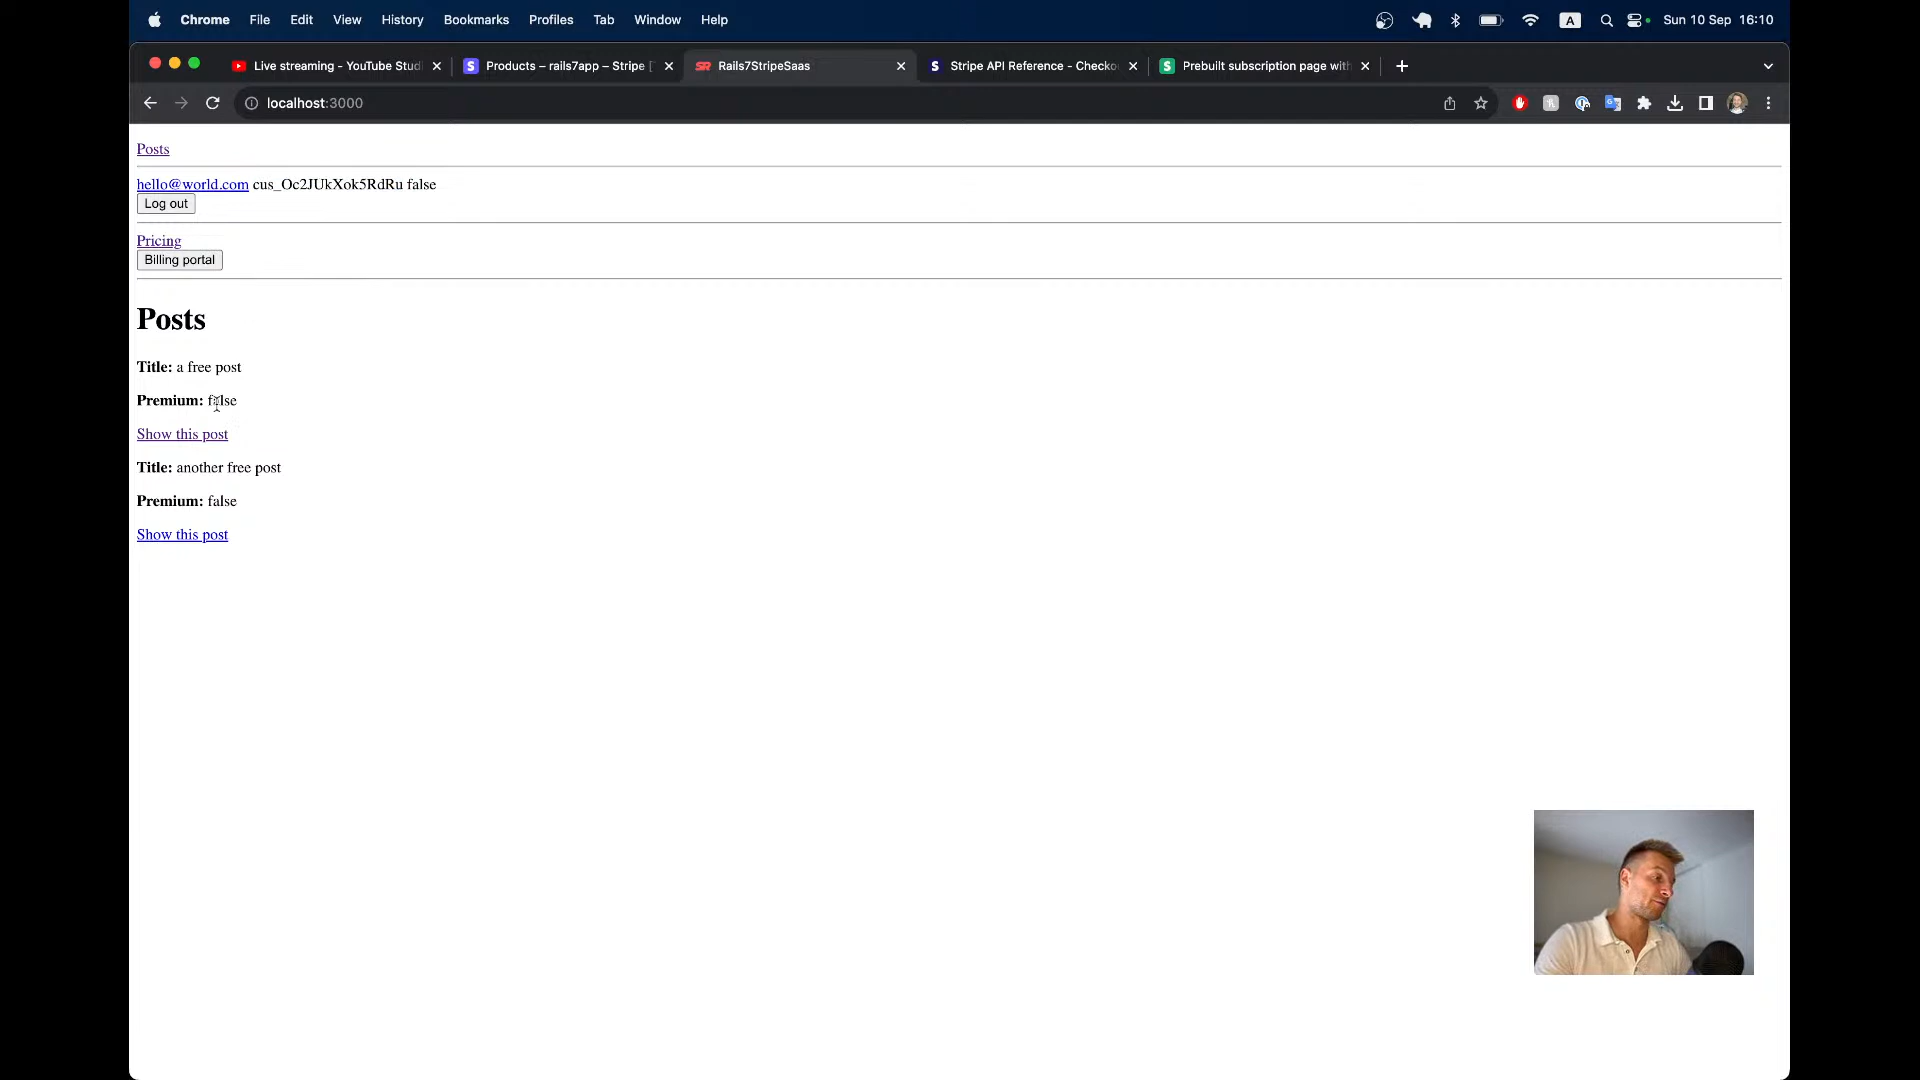 Chrome File Edit View History Bookmarks Profiles Tab Window Help A Sun 10 Sep 16:10
Live streaming - YouTube Stud Products – rails7app – Stripe [ Rails7StripeSaas Stripe API Reference - Checko Prebuilt subscription page with
localhost:3000
Posts
hello@world.com cus_Oc2JUkXok5RdRu false
Log out
Pricing
Billing portal
Posts
Title: a free post
Premium: false
Show this post
Title: another free post
Premium: false
Show this post